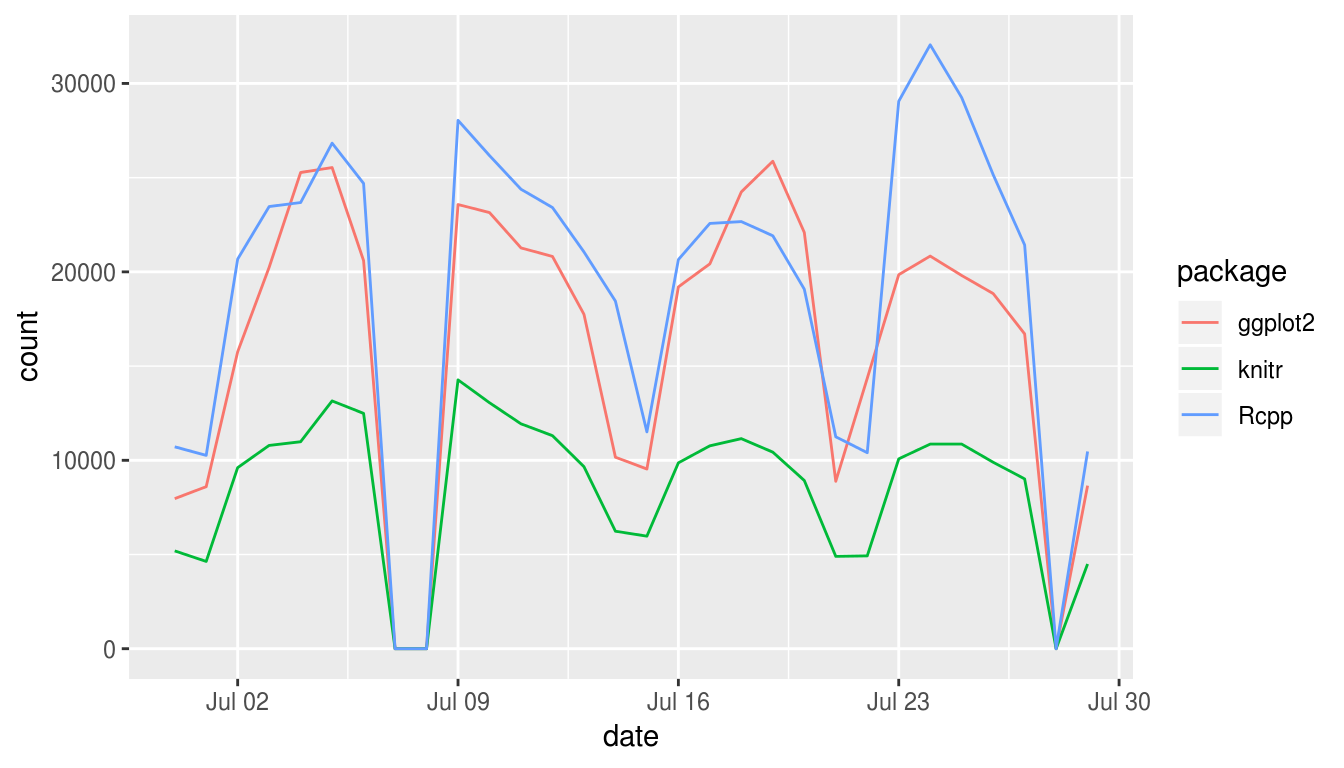 30000
20000
10000
0
count
Jul 02
Jul 09
Jul 16
Jul 23
Jul 30
date
package
ggplot2
knitr
Rcpp